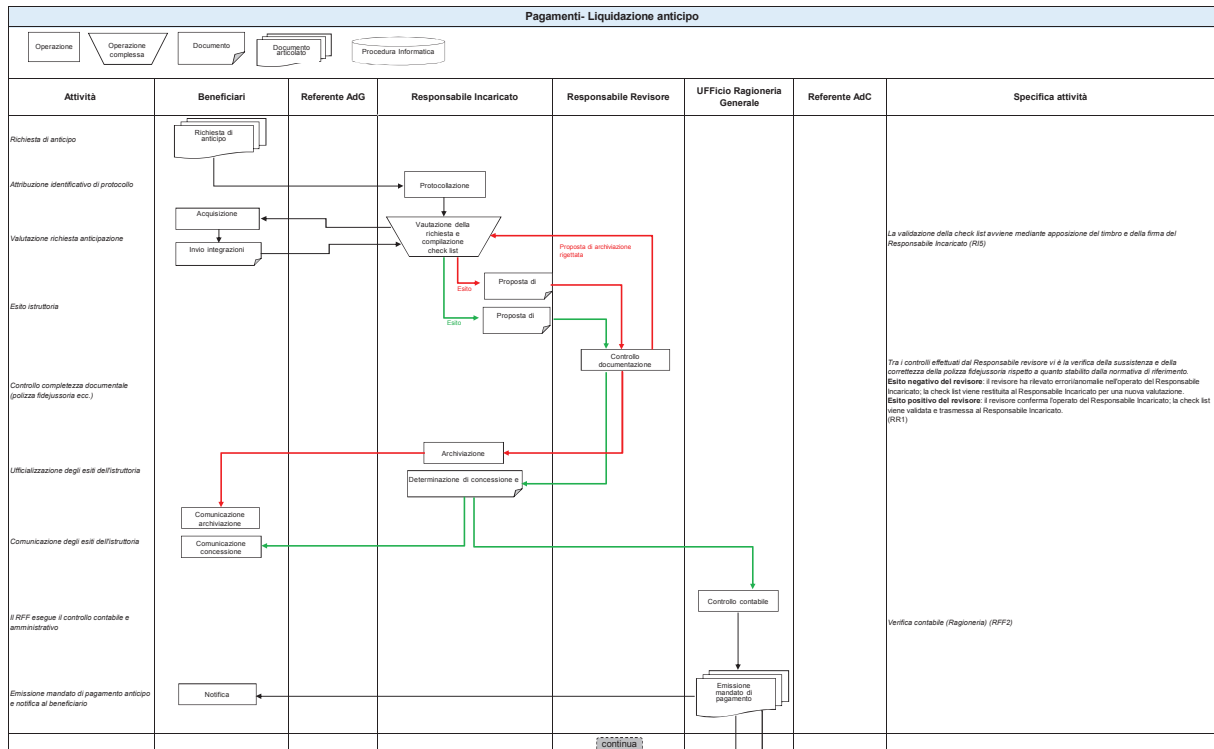 Pagamenti- Liquidazione anticipo
Operazione
Operazione
complessa
Documento
Documento
articolato
Procedura Informatica
Attività
Beneficiari
Referente AdG
Responsabile Incaricato
Responsabile Revisore
UFFicio Ragioneria
Generale
Referente AdC
Specifica attività
Richiesta di anticipo
Richiesta di
anticipo
Attribuzione identificativo di protocollo
Protocollazione
Valutazione richiesta anticipazione
Acquisizione
Invio integrazioni
Vautazione della
richiesta e
compilazione
check list
Proposta di archiviazione
rigettata
La validazione della check list avviene mediante apposizione del timbro e della firma del
Responsabile Incaricato (RI5)
Esito istruttoria
Esito
Proposta di
Esito
Proposta di
Controllo completezza documentale
(polizza fidejussoria ecc.)
Controllo
documentazione
Tra i controlli effettuati dal Responsabile revisore vi è la verifica della sussistenza e della
correttezza della polizza fidejussoria rispetto a quanto stabilito dalla normativa di riferimento.
Esito negativo del revisore: il revisore ha rilevato errori/anomalie nell'operato del Responsabile
Incaricato; la check list viene restituita al Responsabile Incaricato per una nuova valutazione.
Esito positivo del revisore: il revisore conferma l'operato del Responsabile Incaricato; la check list
viene validata e trasmessa al Responsabile Incaricato.
(RR1)
Ufficializzazione degli esiti dell'istruttoria
Archiviazione
Determinazione di concessione e
Comunicazione degli esiti dell'istruttoria
Comunicazione
archiviazione
Comunicazione
concessione
Il RFF esegue il controllo contabile e
amministrativo
Controllo contabile
Verifica contabile (Ragioneria) (RFF2)
Emissione mandato di pagamento anticipo
e notifica al beneficiario
Notifica
Emissione
mandato di
pagamento
continua